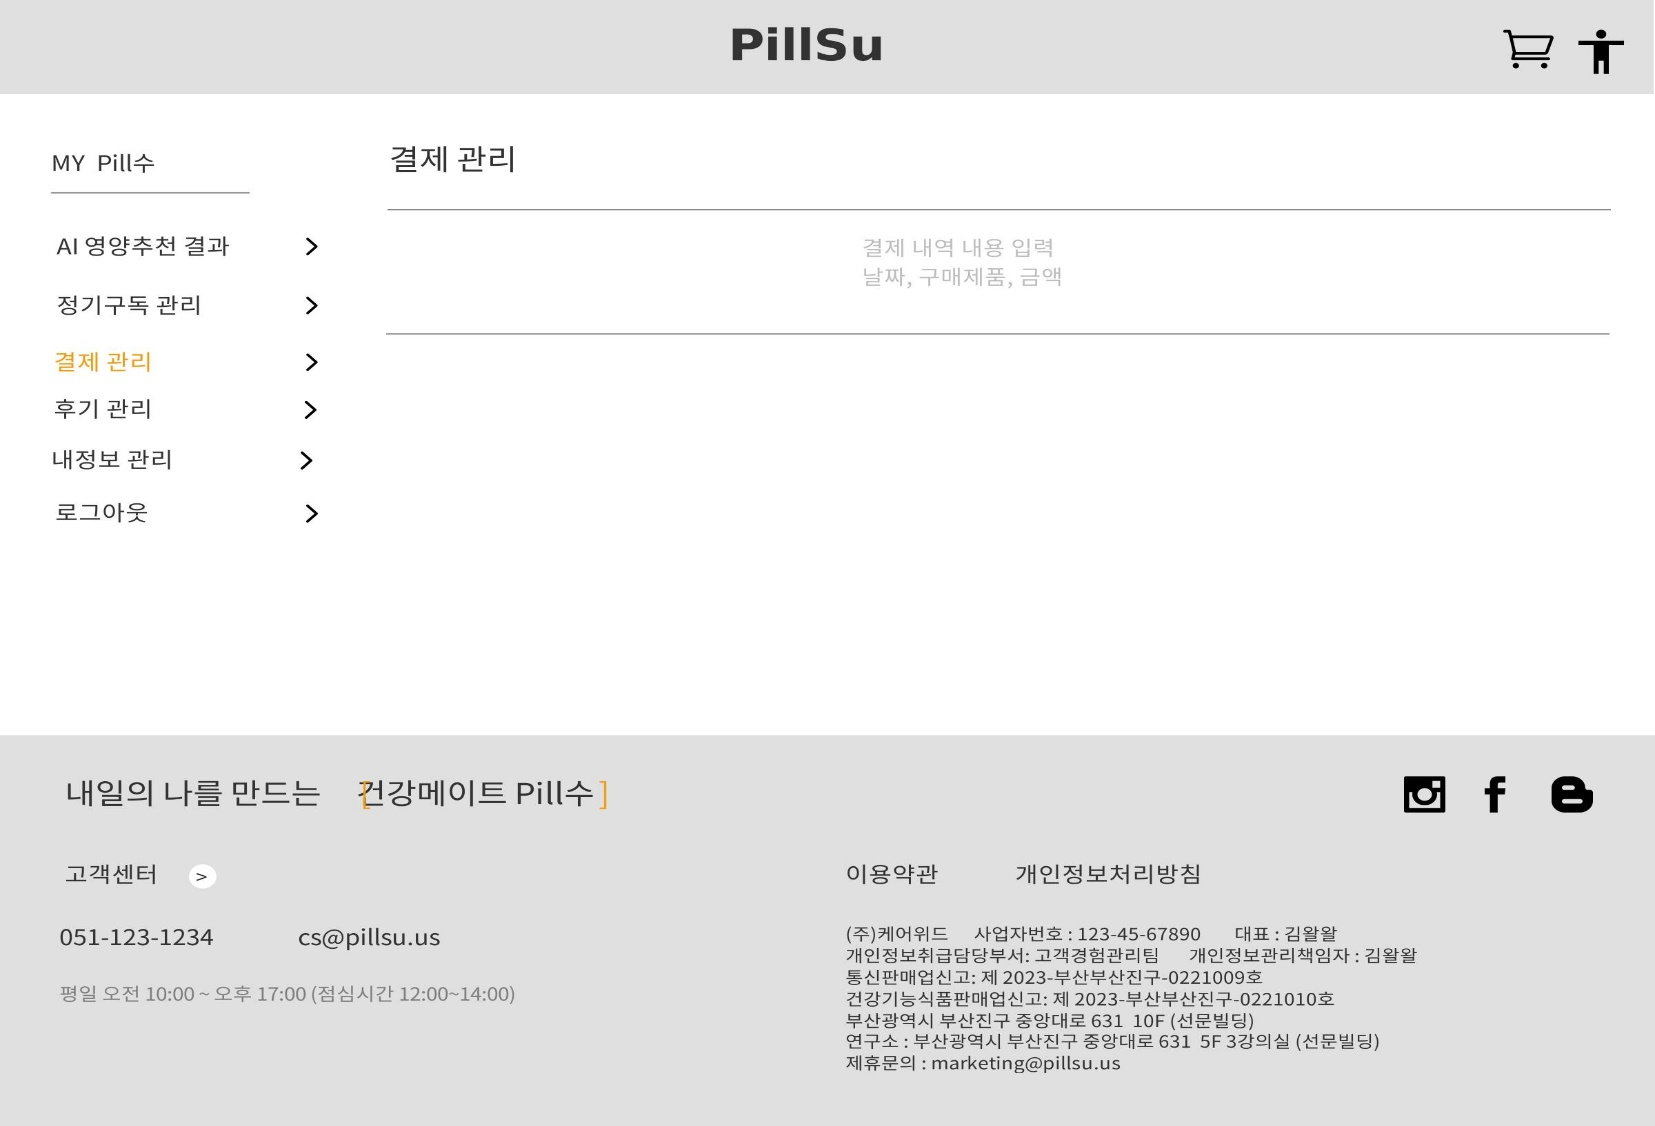 PillSu
MY Pill수
AI 영양추천 결과
정기구독 관리
결제 관리
후기 관리
내정보 관리
로그아웃
결제 관리
결제 내역 내용 입력
날짜, 구매제품, 금액
내일의 나를 만드는 [건강메이트 Pill수]
고객센터 >
051-123-1234 cs@pillsu.us
평일 오전 10:00 ~ 오후 17:00 (점심시간 12:00~14:00)
이용약관 개인정보처리방침
(주)케어위드 사업자번호 : 123-45-67890 대표 : 김왈왈
개인정보취급담당부서: 고객경험관리팀 개인정보관리책임자 : 김왈왈
통신판매업신고: 제 2023-부산부산진구-0221009호
건강기능식품판매업신고: 제 2023-부산부산진구-0221010호
부산광역시 부산진구 중앙대로 631 10F (선문빌딩)
연구소 : 부산광역시 부산진구 중앙대로 631 5F 3강의실 (선문빌딩)
제휴문의 : marketing@pillsu.us